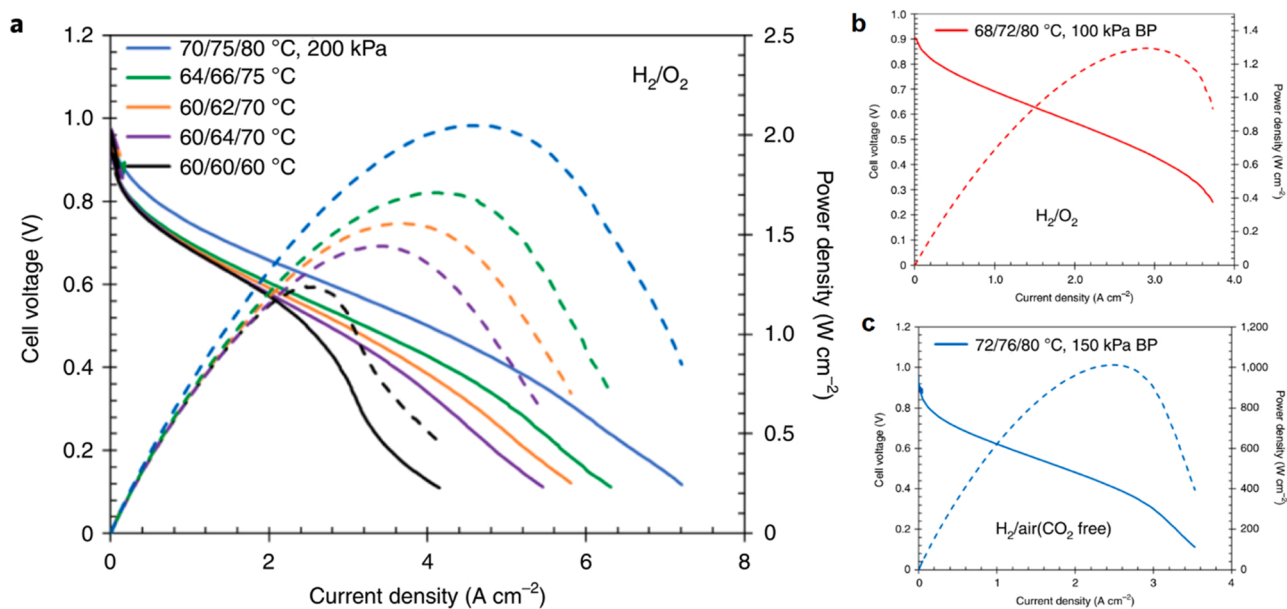 a
70/75/80 °C, 200 kPa
64/66/75 °C
60/62/70 °C
60/64/70 °C
60/60/60 °C
H₂/O₂
1.2
1.0
0.8
0.6
0.4
0.2
0
Cell voltage (V)
2.5
2.0
1.5
1.0
0.5
0.0
Power density (W cm⁻²)
0 2 4 6 8
Current density (A cm⁻²)
b
68/72/80 °C, 100 kPa BP
H₂/O₂
1.0
0.9
0.8
0.7
0.6
0.5
0.4
0.3
0.2
0.1
0
Cell voltage (V)
1.4
1.2
1.0
0.8
0.6
0.4
0.2
0
Power density (W cm⁻²)
0 1.0 2.0 3.0 4.0
Current density (A cm⁻²)
c
72/76/80 °C, 150 kPa BP
H₂/air(CO₂ free)
1.2
1.0
0.8
0.6
0.4
0.2
0
Cell voltage (V)
1,200
1,000
800
600
400
200
0
Power density (W cm⁻²)
0 1 2 3 4
Current density (A cm⁻²)